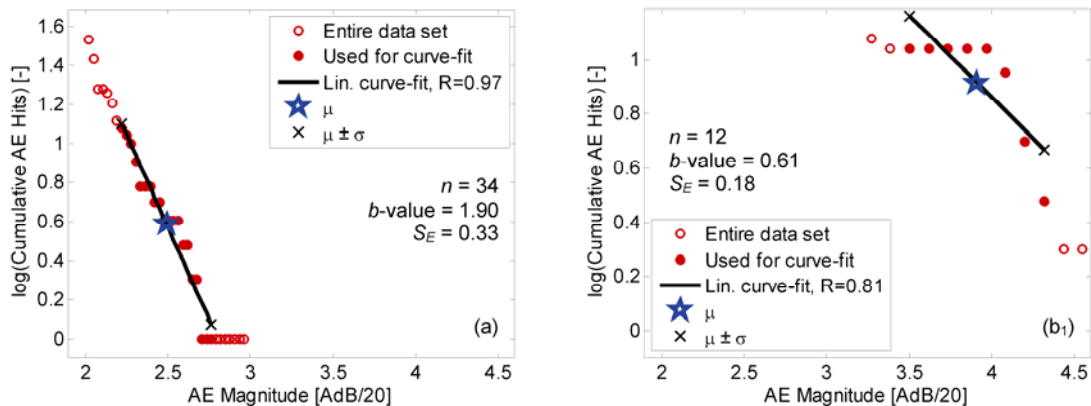 1.6
1.4
1.2
1
0.8
0.6
0.4
0.2
0
log(Cumulative AE Hits) [-]
Entire data set
Used for curve-fit
Lin. curve-fit, R=0.97
μ
μ ± σ
n = 34
b-value = 1.90
S_E = 0.33
(a)
2 2.5 3 3.5 4 4.5
AE Magnitude [AdB/20]
1
0.8
0.6
0.4
0.2
0
log(Cumulative AE Hits) [-]
n = 12
b-value = 0.61
S_E = 0.18
Entire data set
Used for curve-fit
Lin. curve-fit, R=0.81
μ
μ ± σ
(b₁)
2 2.5 3 3.5 4 4.5
AE Magnitude [AdB/20]